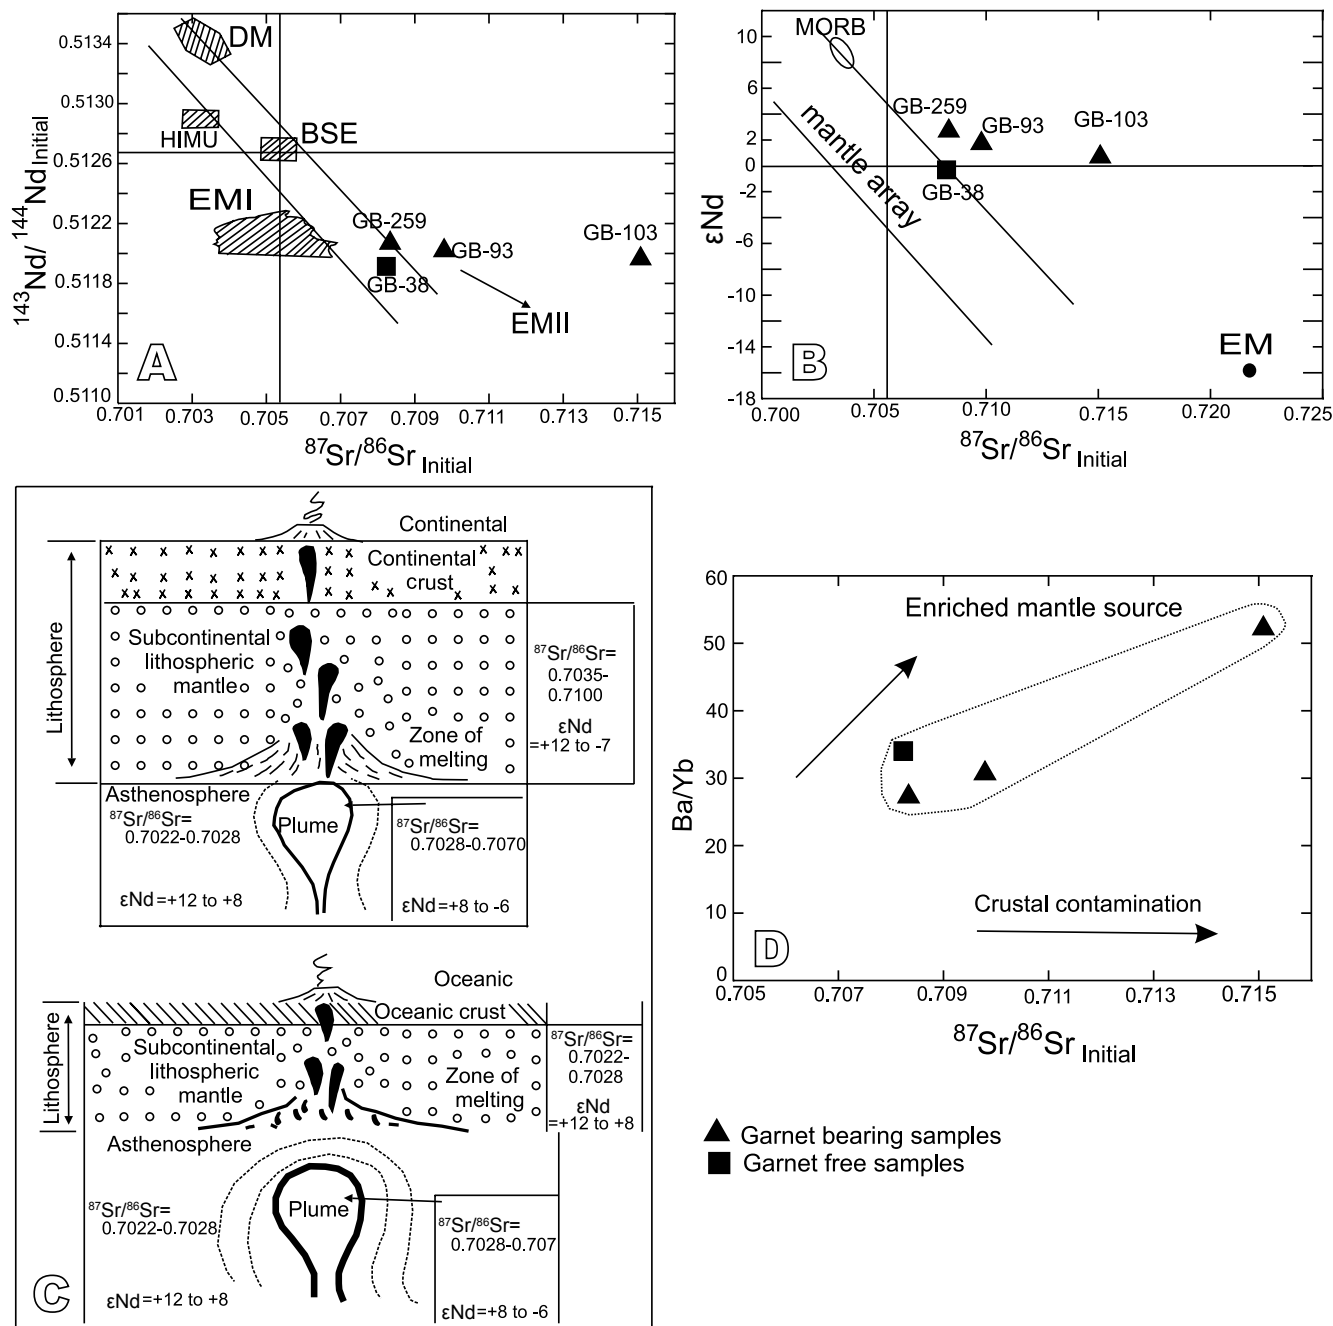 0.5134
0.5130
0.5126
0.5122
0.5118
0.5114
0.5110
143Nd/ 144NdInitial
DM
HIMU
BSE
EMI
GB-259
GB-93
GB-103
GB-38
EMII
A
0.701
0.703
0.705
0.707
0.709
0.711
0.713
0.715
87Sr/86Sr Initial
10
6
2
0
-2
-6
-10
-14
-18
εNd
MORB
mantle array
GB-259
GB-93
GB-103
GB-38
EM
B
0.700
0.705
0.710
0.715
0.720
0.725
87Sr/86Sr Initial
Continental
Continental
crust
Lithosphere
Subcontinental
lithospheric
mantle
Zone of
melting
87Sr/86Sr=
0.7035-
0.7100
εNd
=+12 to -7
Asthenosphere
87Sr/86Sr=
0.7022-0.7028
εNd=+12 to +8
Plume
87Sr/86Sr=
0.7028-0.7070
εNd=+8 to -6
Oceanic
Oceanic crust
Lithosphere
Subcontinental
lithospheric
mantle
Zone of
melting
87Sr/86Sr=
0.7022-
0.7028
εNd
=+12 to +8
Asthenosphere
87Sr/86Sr=
0.7022-0.7028
εNd=+12 to +8
Plume
87Sr/86Sr=
0.7028-0.707
εNd=+8 to -6
C
60
50
40
30
20
10
0
Ba/Yb
Enriched mantle source
Crustal contamination
D
0.705
0.707
0.709
0.711
0.713
0.715
87Sr/86Sr Initial
Garnet bearing samples
Garnet free samples